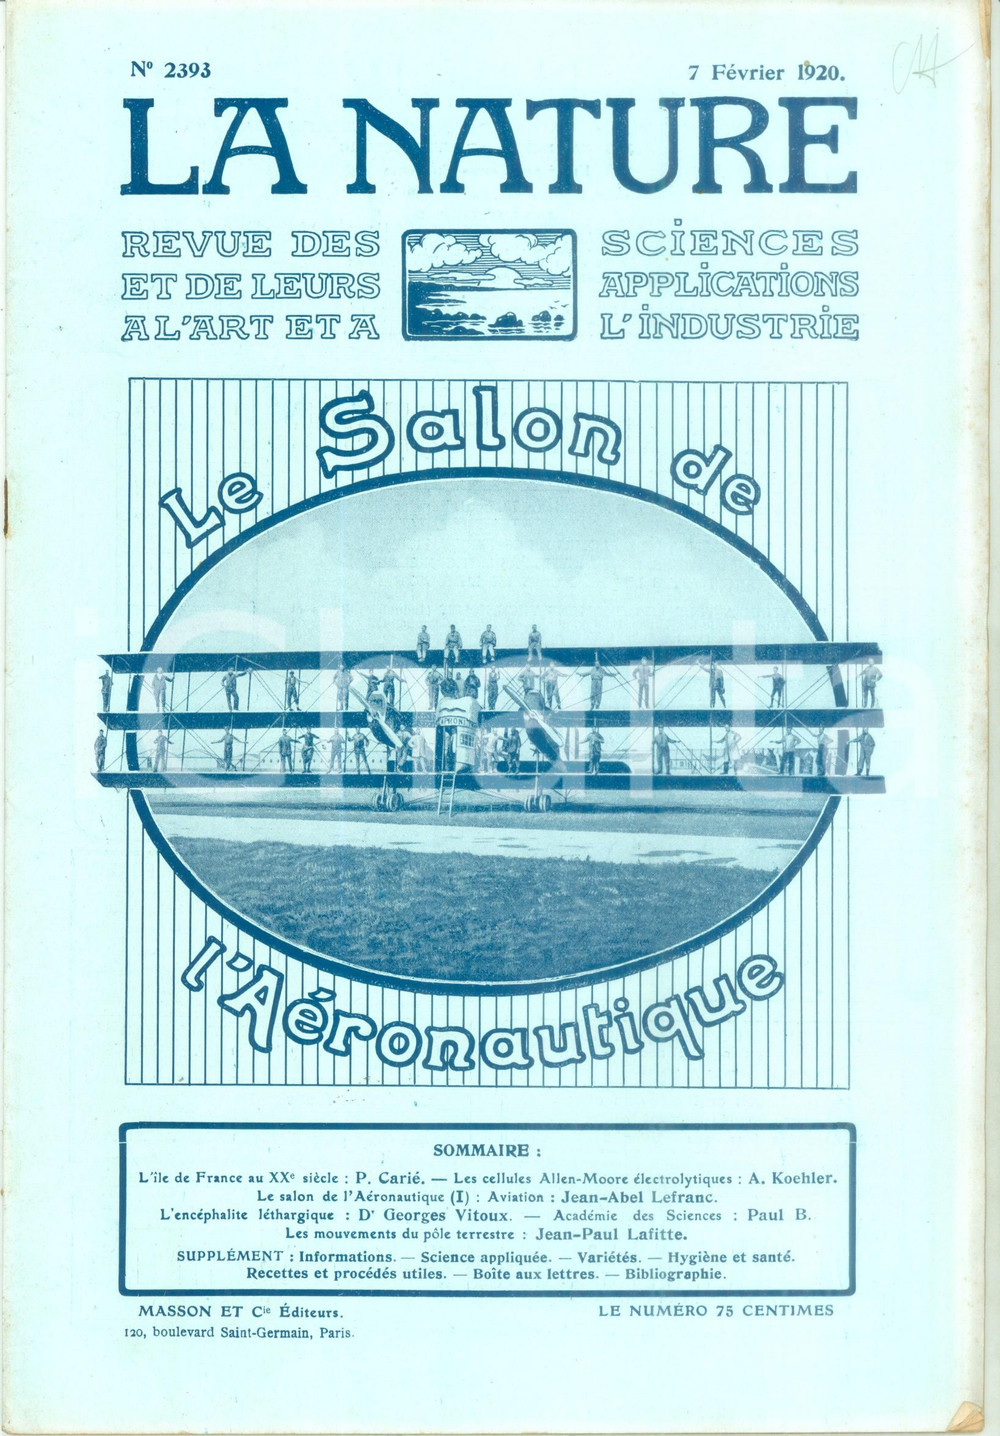 N° 2393
7 Février 1920.
LA NATURE
REVUE DES SCIENCES
ET DE LEURS APPLICATIONS
A L'ART ET A L'INDUSTRIE
Le Salon de
l'Aéronautique
SOMMAIRE :
L'île de France au XXe siècle : P. Carié. — Les cellules Allen-Moore électrolytiques : A. Koehler.
Le salon de l'Aéronautique (I) : Aviation : Jean-Abel Lefranc.
L'encéphalite léthargique : Dr Georges Vitoux. — Académie des Sciences : Paul B.
Les mouvements du pôle terrestre : Jean-Paul Lafitte.
SUPPLÉMENT : Informations. — Science appliquée. — Variétés. — Hygiène et santé.
Recettes et procédés utiles. — Boîte aux lettres. — Bibliographie.
MASSON ET Cie Éditeurs.
LE NUMÉRO 75 CENTIMES
120, boulevard Saint-Germain, Paris.
iCharta